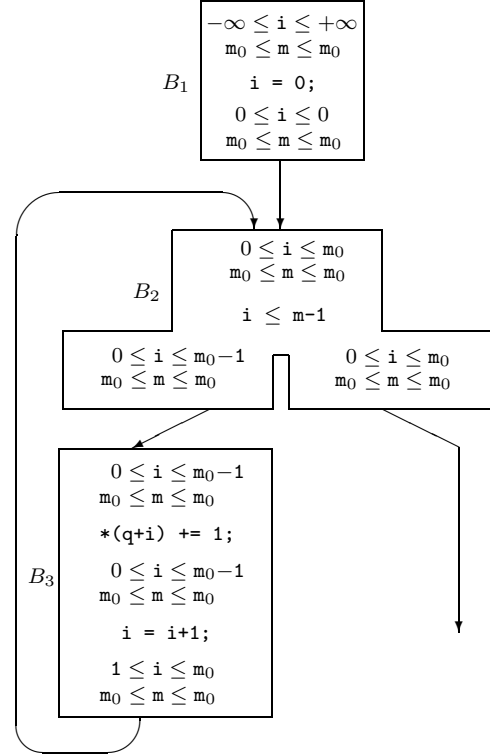 −∞ ≤ i ≤ +∞
m₀ ≤ m ≤ m₀
B₁
i = 0;
0 ≤ i ≤ 0
m₀ ≤ m ≤ m₀
0 ≤ i ≤ m₀
m₀ ≤ m ≤ m₀
B₂
i ≤ m-1
0 ≤ i ≤ m₀−1
m₀ ≤ m ≤ m₀
0 ≤ i ≤ m₀
m₀ ≤ m ≤ m₀
0 ≤ i ≤ m₀−1
m₀ ≤ m ≤ m₀
*(q+i) += 1;
B₃
0 ≤ i ≤ m₀−1
m₀ ≤ m ≤ m₀
i = i+1;
1 ≤ i ≤ m₀
m₀ ≤ m ≤ m₀